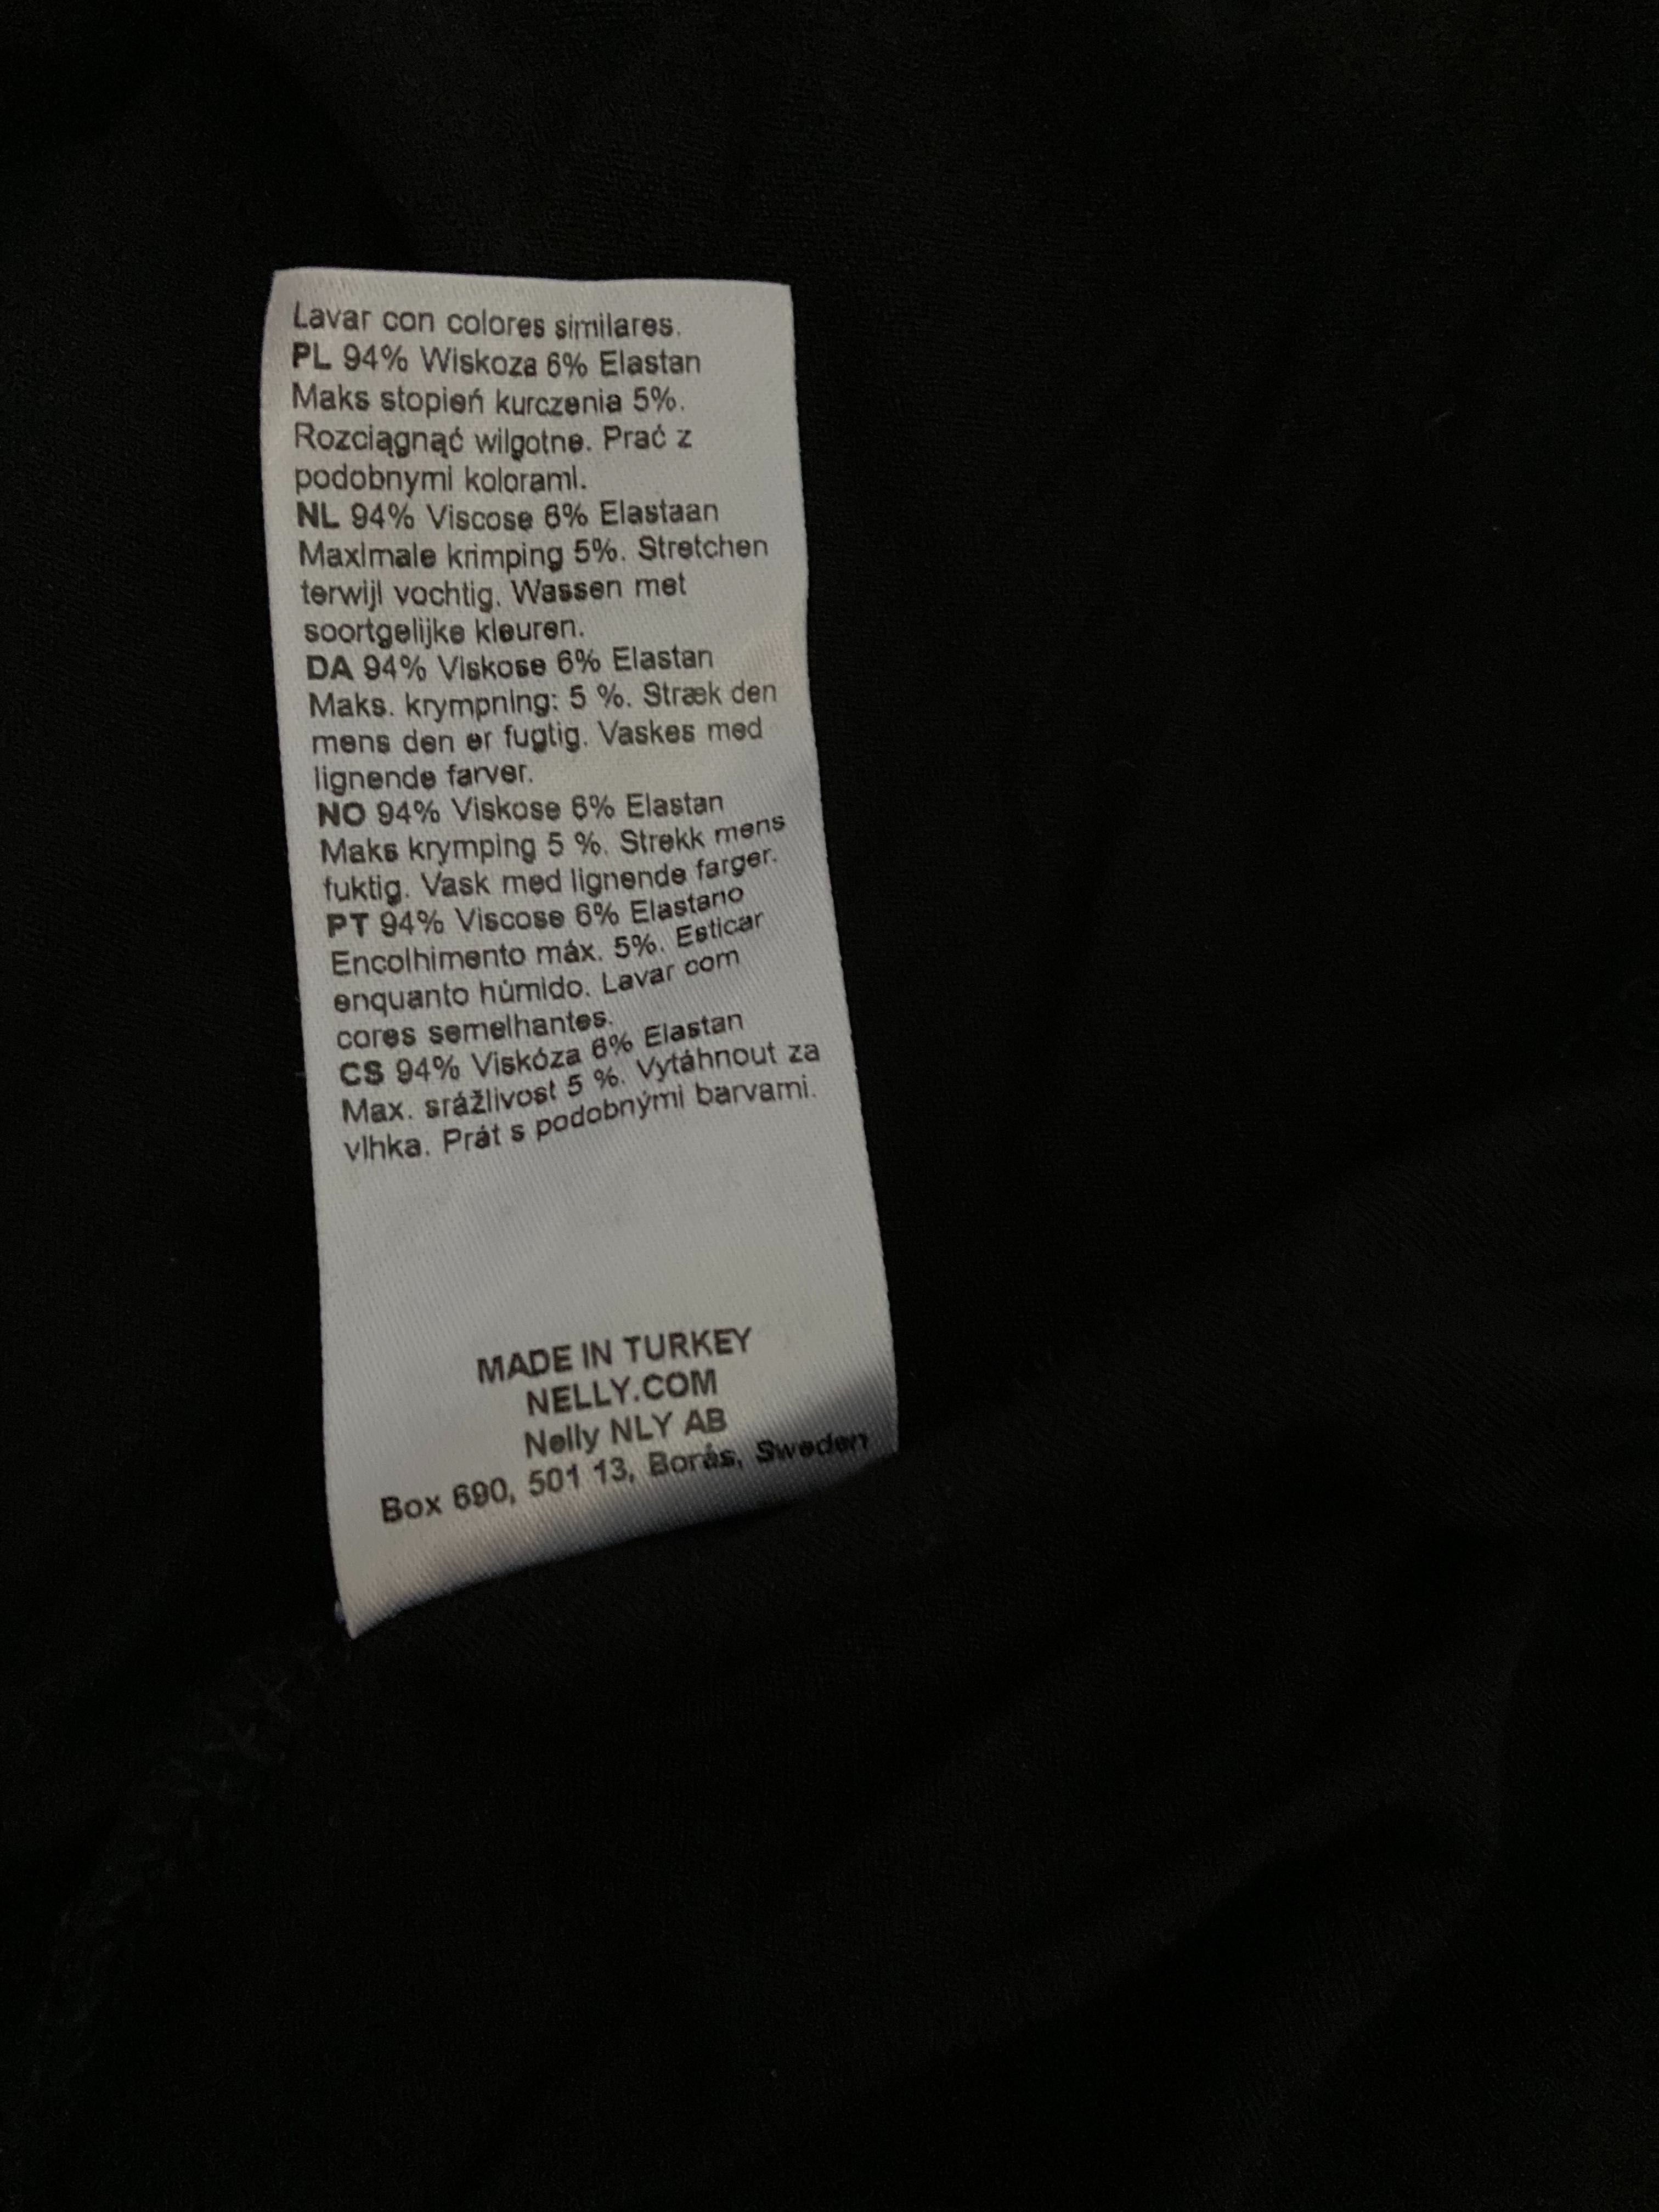 Lavar con colores similares.
PL 94% Wiskoza 6% Elastan
Maks stopień kurczenia 5%.
Rozciągnąć wilgotne. Prać z
podobnymi kolorami.
NL 94% Viscose 6% Elastaan
Maximale krimping 5%. Stretchen
terwijl vochtig. Wassen met
soortgelijke kleuren.
DA 94% Viskose 6% Elastan
Maks. krympning: 5 %. Stræk den
mens den er fugtig. Vaskes med
lignende farver.
NO 94% Viskose 6% Elastan
Maks krymping 5 %. Strekk mens
fuktig. Vask med lignende farger.
PT 94% Viscose 6% Elastano
Encolhimento máx. 5%. Esticar
enquanto húmido. Lavar com
cores semelhantes.
CS 94% Viskóza 6% Elastan
Max. srážlivost 5 %. Vytáhnout za
vlhka. Prát s podobnými barvami.
MADE IN TURKEY
NELLY.COM
Nelly NLY AB
Box 690, 501 13, Borås, Sweden